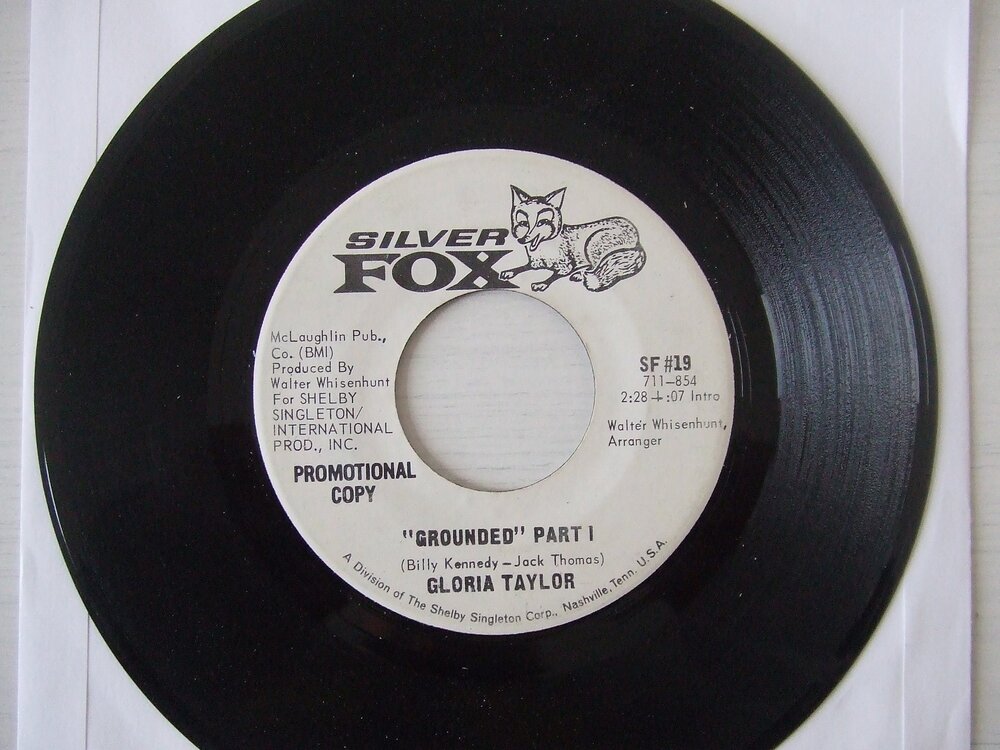 SILVER
FOX
McLaughlin Pub.,
Co. (BMI)
Produced By
Walter Whisenhunt
For SHELBY
SINGLETON/
INTERNATIONAL
PROD., INC.
PROMOTIONAL
COPY
SF #19
711-854
2:28 + :07 Intro
Walter Whisenhunt,
Arranger
"GROUNDED" PART I
(Billy Kennedy - Jack Thomas)
GLORIA TAYLOR
A Division of The Shelby Singleton Corp., Nashville, Tenn. U.S.A.